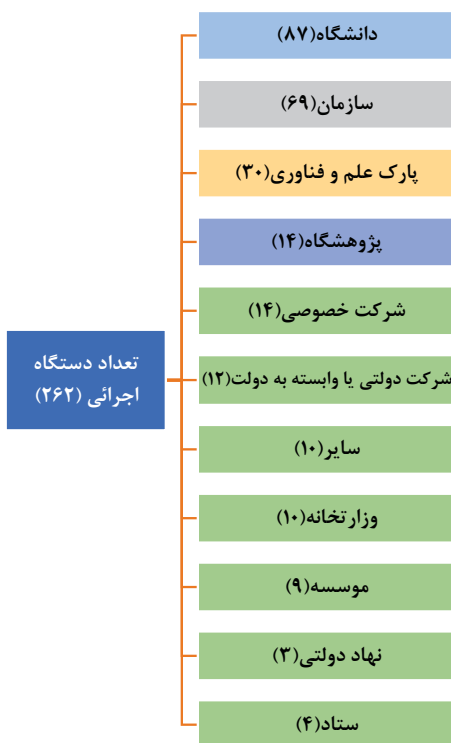 دانشگاه(۸۷)
سازمان(۶۹)
پارک علم و فناوری(۳۰)
پژوهشگاه(۱۴)
شرکت خصوصی(۱۴)
تعداد دستگاه
اجرائی (۲۶۲)
شرکت دولتی یا وابسته به دولت(۱۲)
سایر(۱۰)
وزارتخانه(۱۰)
موسسه(۹)
نهاد دولتی(۳)
ستاد(۴)